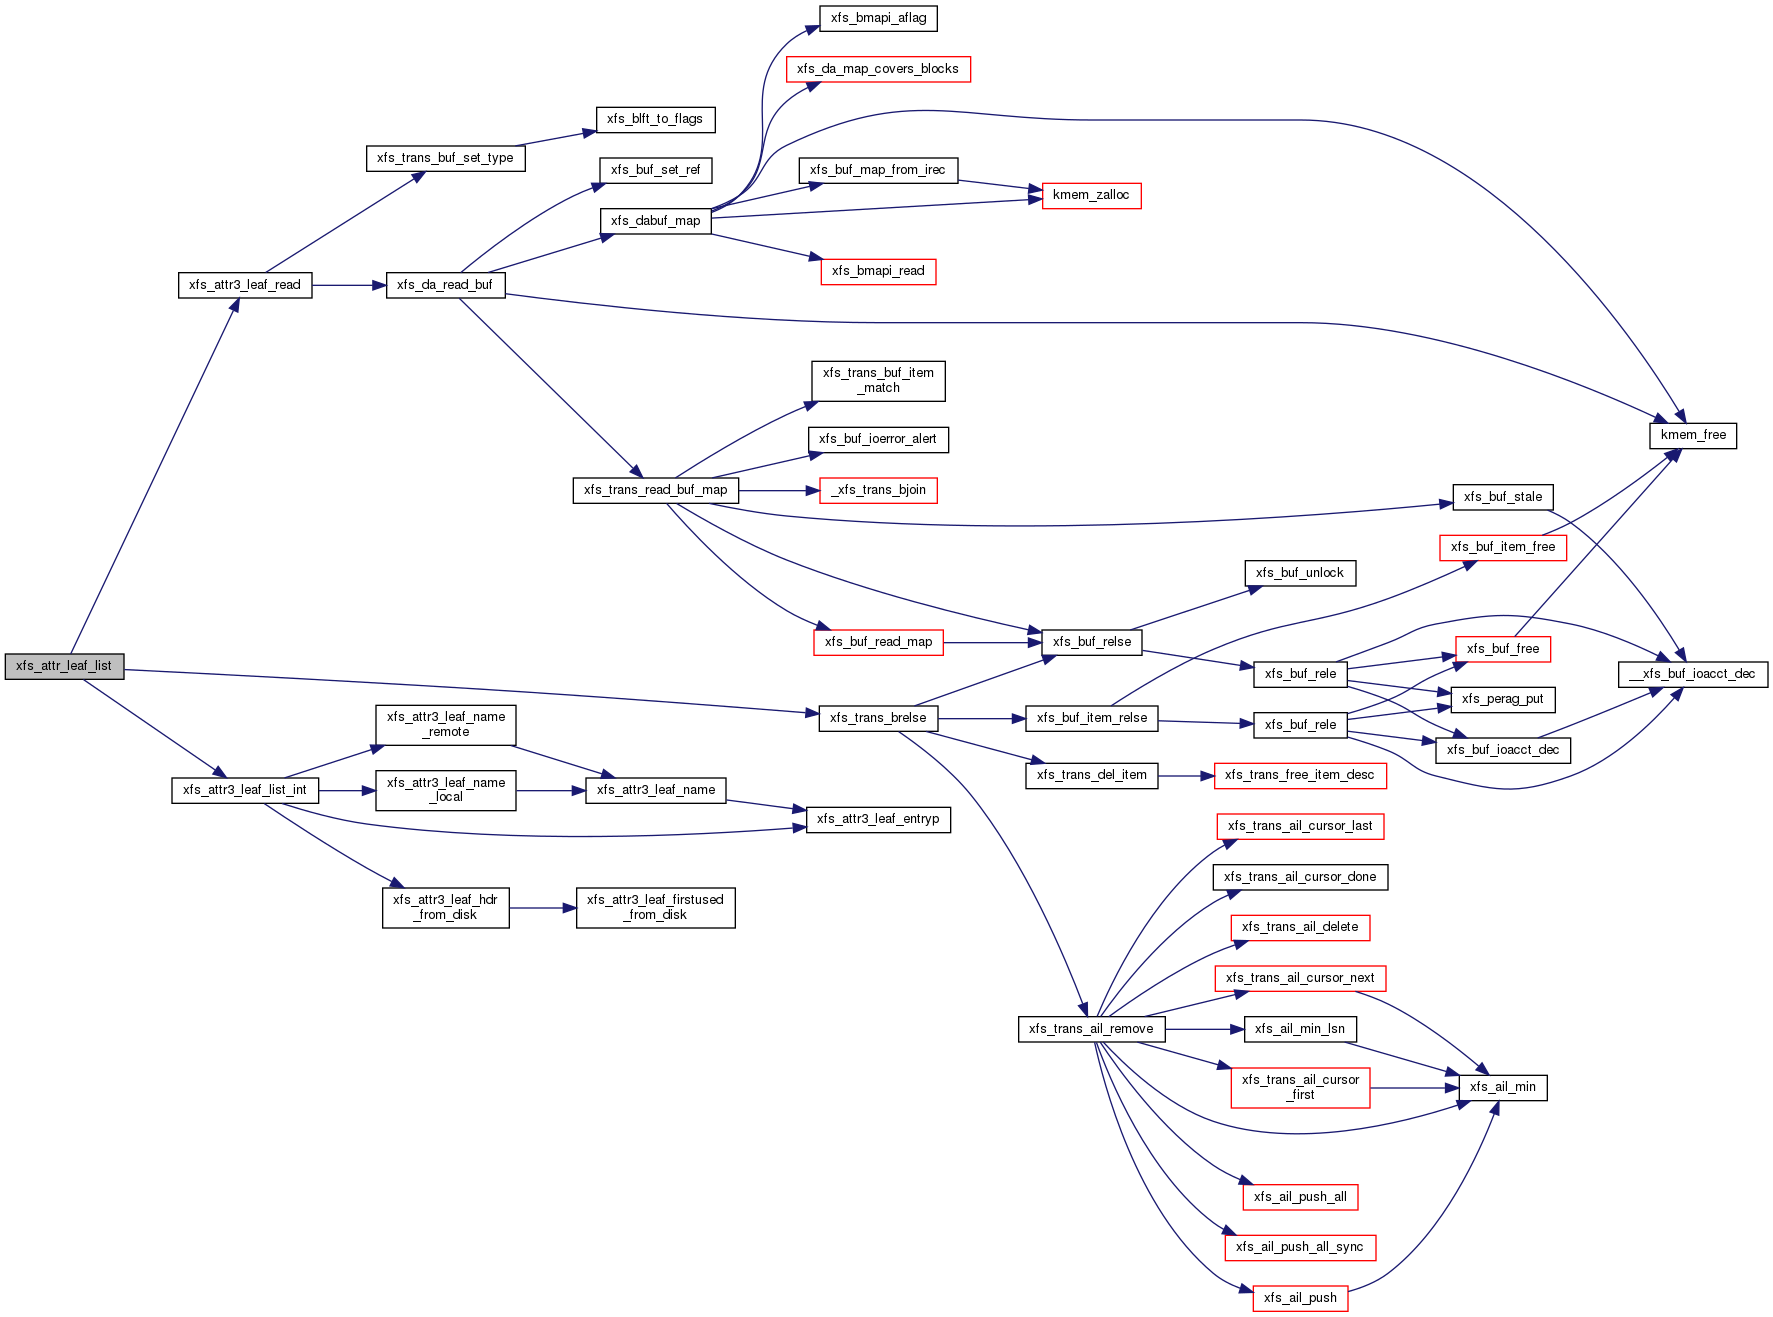 xfs_bmapi_aflag
xfs_da_map_covers_blocks
xfs_blft_to_flags
xfs_trans_buf_set_type
xfs_buf_set_ref
xfs_buf_map_from_irec
kmem_zalloc
xfs_dabuf_map
xfs_bmapi_read
xfs_attr3_leaf_read
xfs_da_read_buf
xfs_trans_buf_item
_match
xfs_buf_ioerror_alert
kmem_free
xfs_trans_read_buf_map
_xfs_trans_bjoin
xfs_buf_stale
xfs_buf_item_free
xfs_buf_unlock
xfs_buf_read_map
xfs_buf_relse
xfs_buf_free
xfs_attr_leaf_list
xfs_buf_rele
__xfs_buf_ioacct_dec
xfs_perag_put
xfs_attr3_leaf_name
_remote
xfs_trans_brelse
xfs_buf_item_relse
xfs_buf_rele
xfs_buf_ioacct_dec
xfs_trans_del_item
xfs_trans_free_item_desc
xfs_attr3_leaf_list_int
xfs_attr3_leaf_name
_local
xfs_attr3_leaf_name
xfs_attr3_leaf_entryp
xfs_trans_ail_cursor_last
xfs_trans_ail_cursor_done
xfs_attr3_leaf_hdr
_from_disk
xfs_attr3_leaf_firstused
_from_disk
xfs_trans_ail_delete
xfs_trans_ail_cursor_next
xfs_trans_ail_remove
xfs_ail_min_lsn
xfs_trans_ail_cursor
_first
xfs_ail_min
xfs_ail_push_all
xfs_ail_push_all_sync
xfs_ail_push